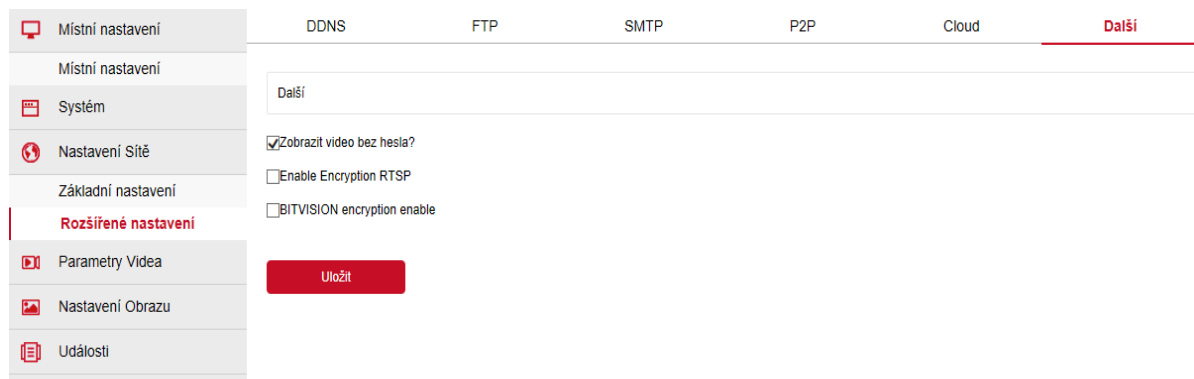 Místní nastavení
Místní nastavení
Systém
Nastavení Sítě
Základní nastavení
Rozšířené nastavení
Parametry Videa
Nastavení Obrazu
Události
DDNS FTP SMTP P2P Cloud Další
Další
Zobrazit video bez hesla?
Enable Encryption RTSP
BITVISION encryption enable
Uložit